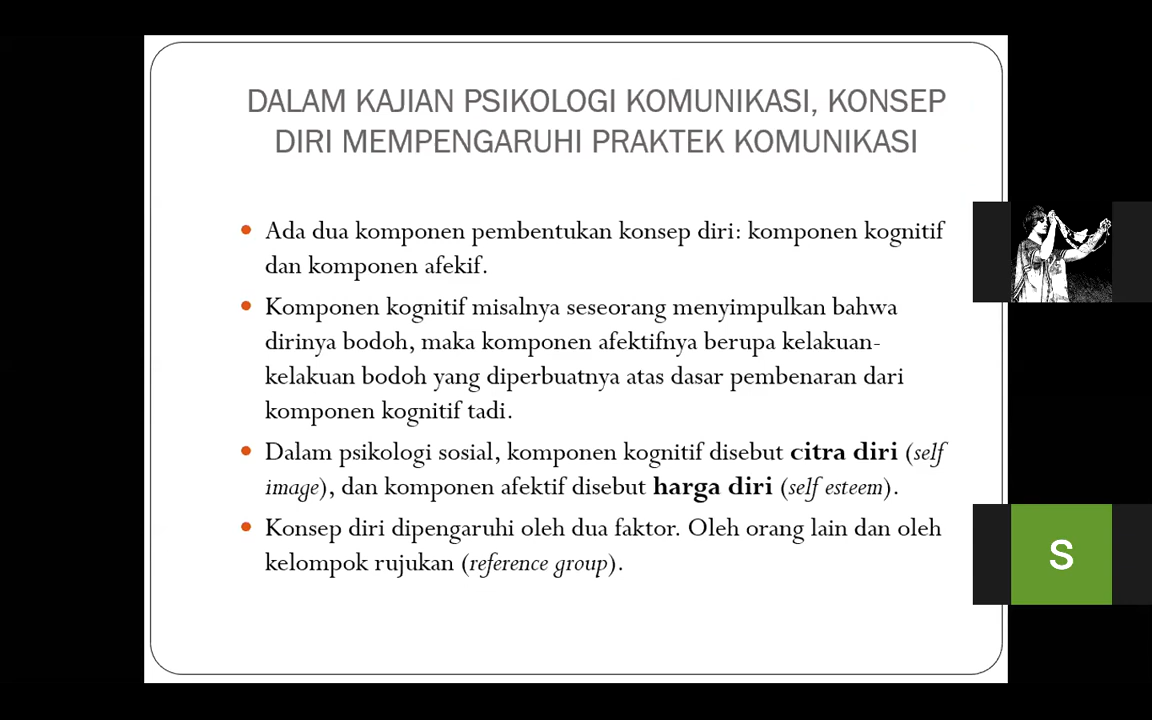 DALAM KAJIAN PSIKOLOGI KOMUNIKASI, KONSEP
DIRI MEMPENGARUHI PRAKTEK KOMUNIKASI
Ada dua komponen pembentukan konsep diri: komponen kognitif
dan komponen afekif.
Komponen kognitif misalnya seseorang menyimpulkan bahwa
dirinya bodoh, maka komponen afektifnya berupa kelakuan-
kelakuan bodoh yang diperbuatnya atas dasar pembenaran dari
komponen kognitif tadi.
Dalam psikologi sosial, komponen kognitif disebut citra diri (self
image), dan komponen afektif disebut harga diri (self esteem).
Konsep diri dipengaruhi oleh dua faktor. Oleh orang lain dan oleh
kelompok rujukan (reference group).
S